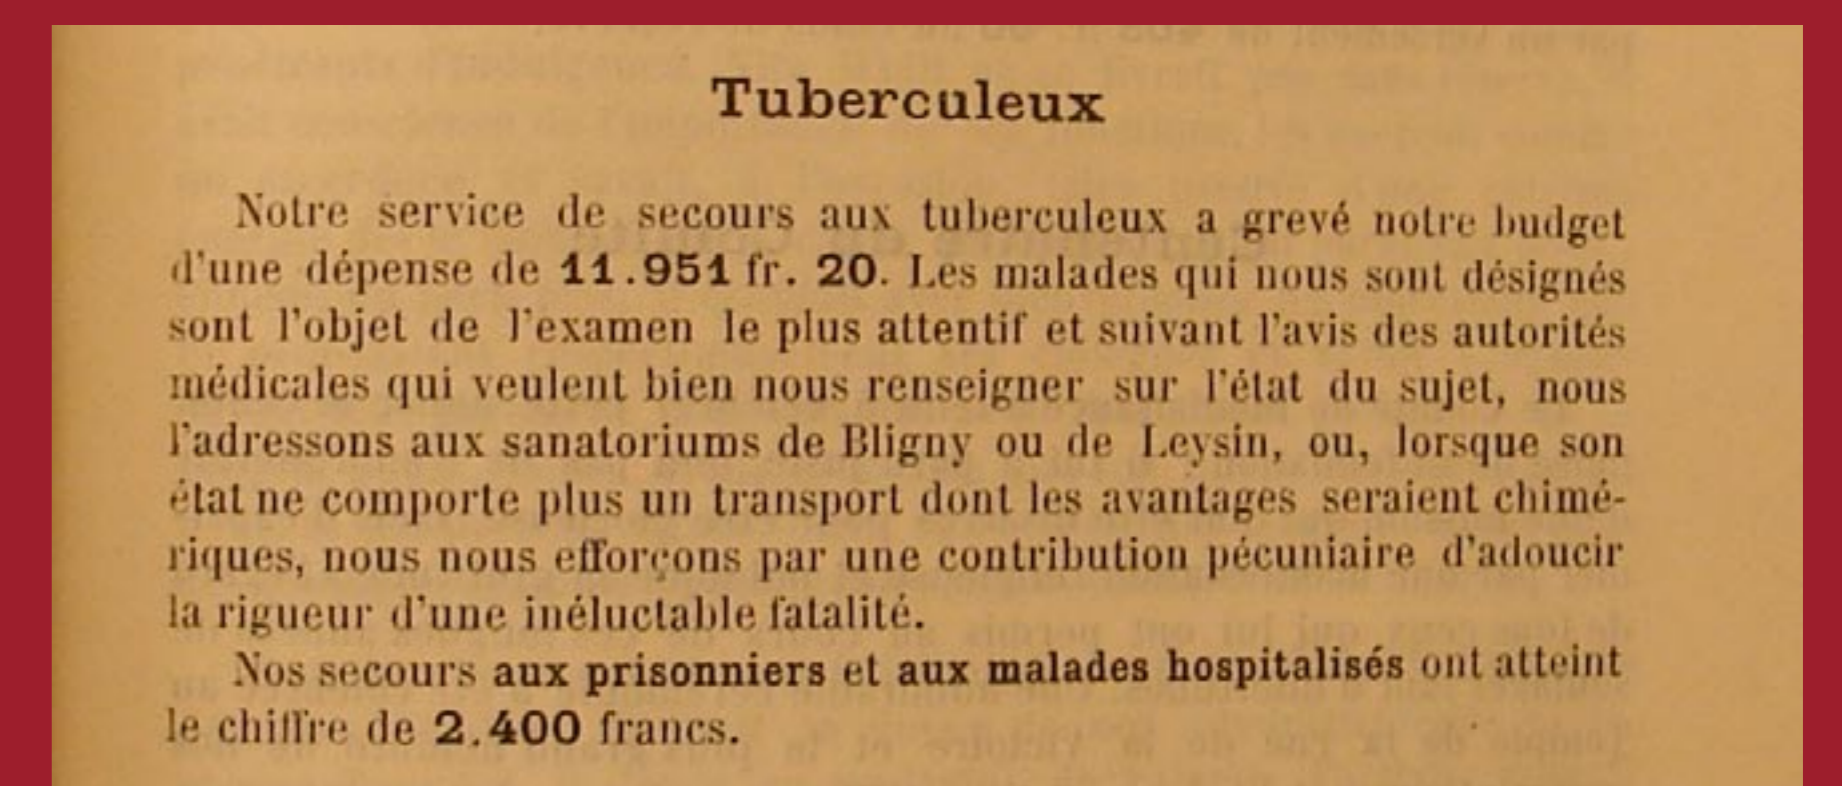 Tuberculeux
Notre service de secours aux tuberculeux a grevé notre budget
d'une dépense de 11.951 fr. 20. Les malades qui nous sont désignés
sont l'objet de l'examen le plus attentif et suivant l'avis des autorités
médicales qui veulent bien nous renseigner sur l'état du sujet, nous
l'adressons aux sanatoriums de Bligny ou de Leysin, ou, lorsque son
état ne comporte plus un transport dont les avantages seraient chimé-
riques, nous nous efforçons par une contribution pécuniaire d'adoucir
la rigueur d'une inéluctable fatalité.
Nos secours aux prisonniers et aux malades hospitalisés ont atteint
le chiffre de 2.400 francs.